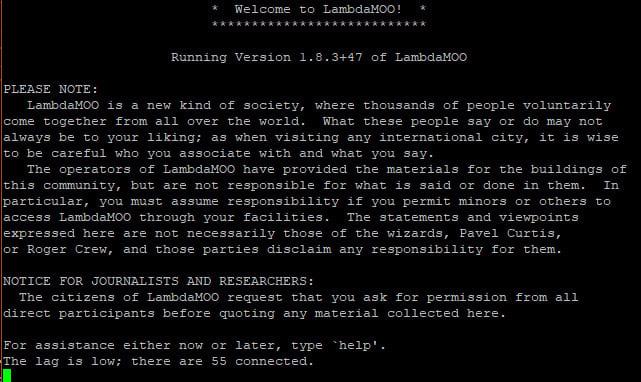 *  Welcome to LambdaMOO!  *
***************************
Running Version 1.8.3+47 of LambdaMOO
PLEASE NOTE:
LambdaMOO is a new kind of society, where thousands of people voluntarily
come together from all over the world.  What these people say or do may not
always be to your liking; as when visiting any international city, it is wise
to be careful who you associate with and what you say.
The operators of LambdaMOO have provided the materials for the buildings of
this community, but are not responsible for what is said or done in them.  In
particular, you must assume responsibility if you permit minors or others to
access LambdaMOO through your facilities.  The statements and viewpoints
expressed here are not necessarily those of the wizards, Pavel Curtis,
or Roger Crew, and those parties disclaim any responsibility for them.
NOTICE FOR JOURNALISTS AND RESEARCHERS:
The citizens of LambdaMOO request that you ask for permission from all
direct participants before quoting any material collected here.
For assistance either now or later, type `help'.
The lag is low; there are 55 connected.